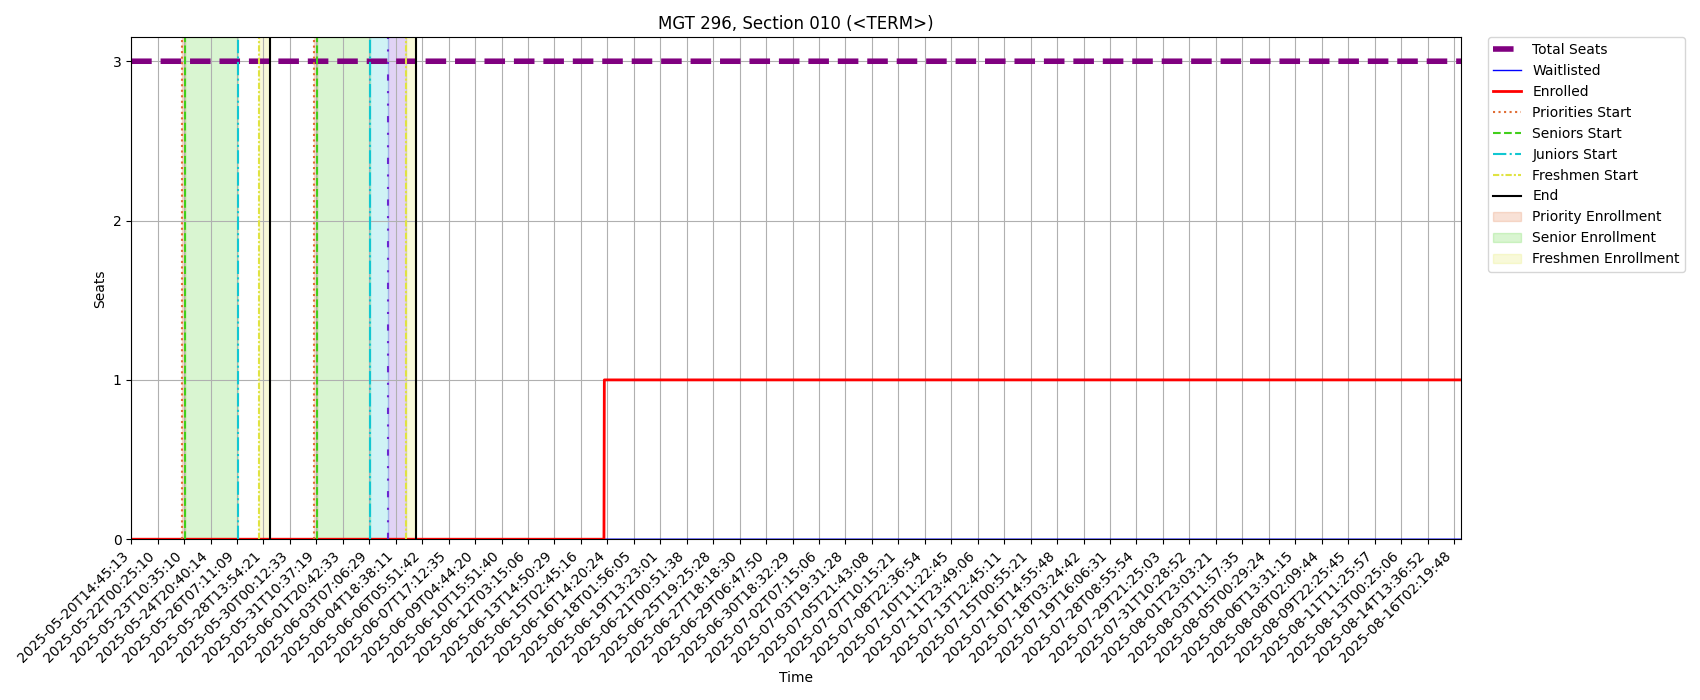 MGT 296, Section 010 (<TERM>)
3
2
1
0
Seats
2025-05-20T14:45:13
2025-05-22T00:25:10
2025-05-23T10:35:10
2025-05-24T20:40:14
2025-05-26T07:11:09
2025-05-28T13:54:21
2025-05-30T00:12:33
2025-05-31T10:37:19
2025-06-01T20:42:33
2025-06-03T07:06:29
2025-06-04T18:38:11
2025-06-06T05:51:42
2025-06-07T17:12:35
2025-06-09T04:44:20
2025-06-10T15:51:40
2025-06-12T03:15:06
2025-06-13T14:50:29
2025-06-15T02:45:16
2025-06-16T14:20:24
2025-06-18T01:56:05
2025-06-19T13:23:01
2025-06-21T00:51:38
2025-06-25T19:25:28
2025-06-27T18:18:30
2025-06-29T06:47:50
2025-06-30T18:32:29
2025-07-02T07:15:06
2025-07-03T19:31:28
2025-07-05T21:43:08
2025-07-07T10:15:21
2025-07-08T22:36:54
2025-07-10T11:22:45
2025-07-11T23:49:06
2025-07-13T12:45:11
2025-07-15T00:55:21
2025-07-16T14:55:48
2025-07-18T03:24:42
2025-07-19T16:06:31
2025-07-28T08:55:54
2025-07-29T21:25:03
2025-07-31T10:28:52
2025-08-01T23:03:21
2025-08-03T11:57:35
2025-08-05T00:29:24
2025-08-06T13:31:15
2025-08-08T02:09:44
2025-08-09T22:25:45
2025-08-11T11:25:57
2025-08-13T00:25:06
2025-08-14T13:36:52
2025-08-16T02:19:48
Time
Total Seats
Waitlisted
Enrolled
Priorities Start
Seniors Start
Juniors Start
Freshmen Start
End
Priority Enrollment
Senior Enrollment
Freshmen Enrollment